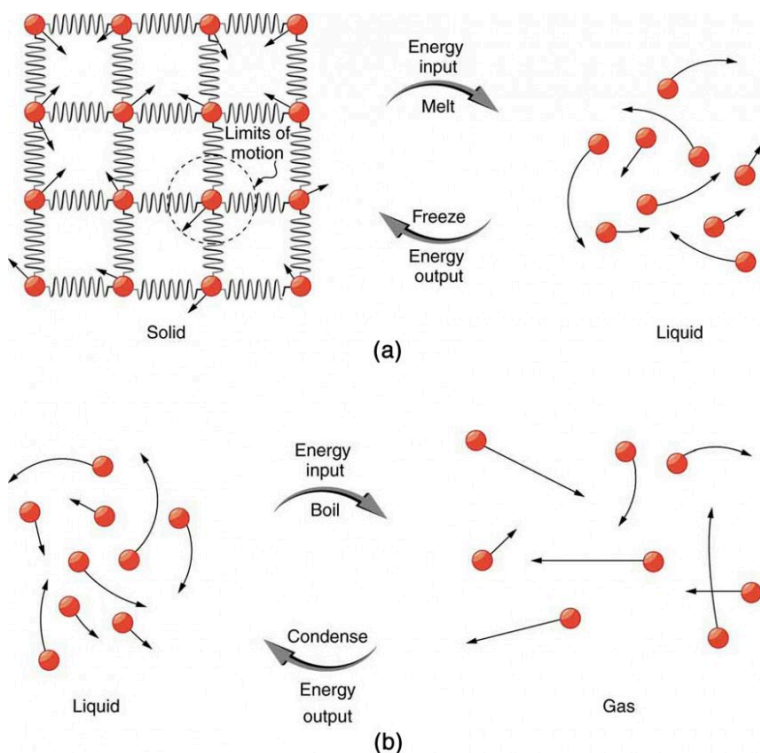 Energy
input
Melt
Limits of
motion
Freeze
Energy
output
Solid
Liquid
(a)
Energy
input
Boil
Condense
Energy
output
Liquid
Gas
(b)